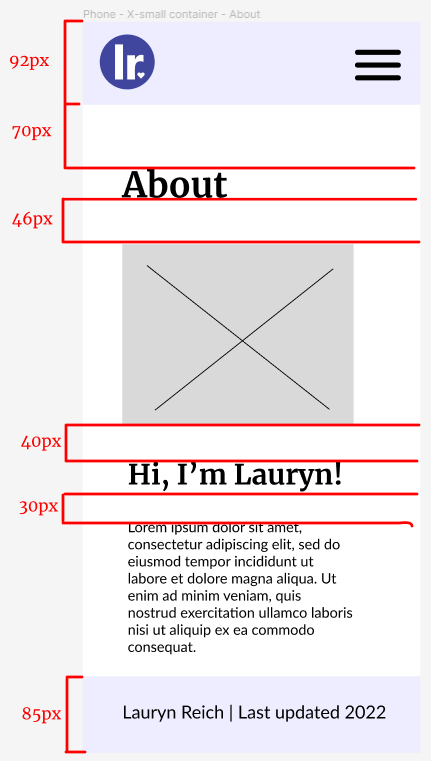 Phone - X-small container - About
92px
lr.
70px
About
46px
40px
Hi, I’m Lauryn!
30px
Lorem ipsum dolor sit amet,
consectetur adipiscing elit, sed do
eiusmod tempor incididunt ut
labore et dolore magna aliqua. Ut
enim ad minim veniam, quis
nostrud exercitation ullamco laboris
nisi ut aliquip ex ea commodo
consequat.
85px
Lauryn Reich | Last updated 2022